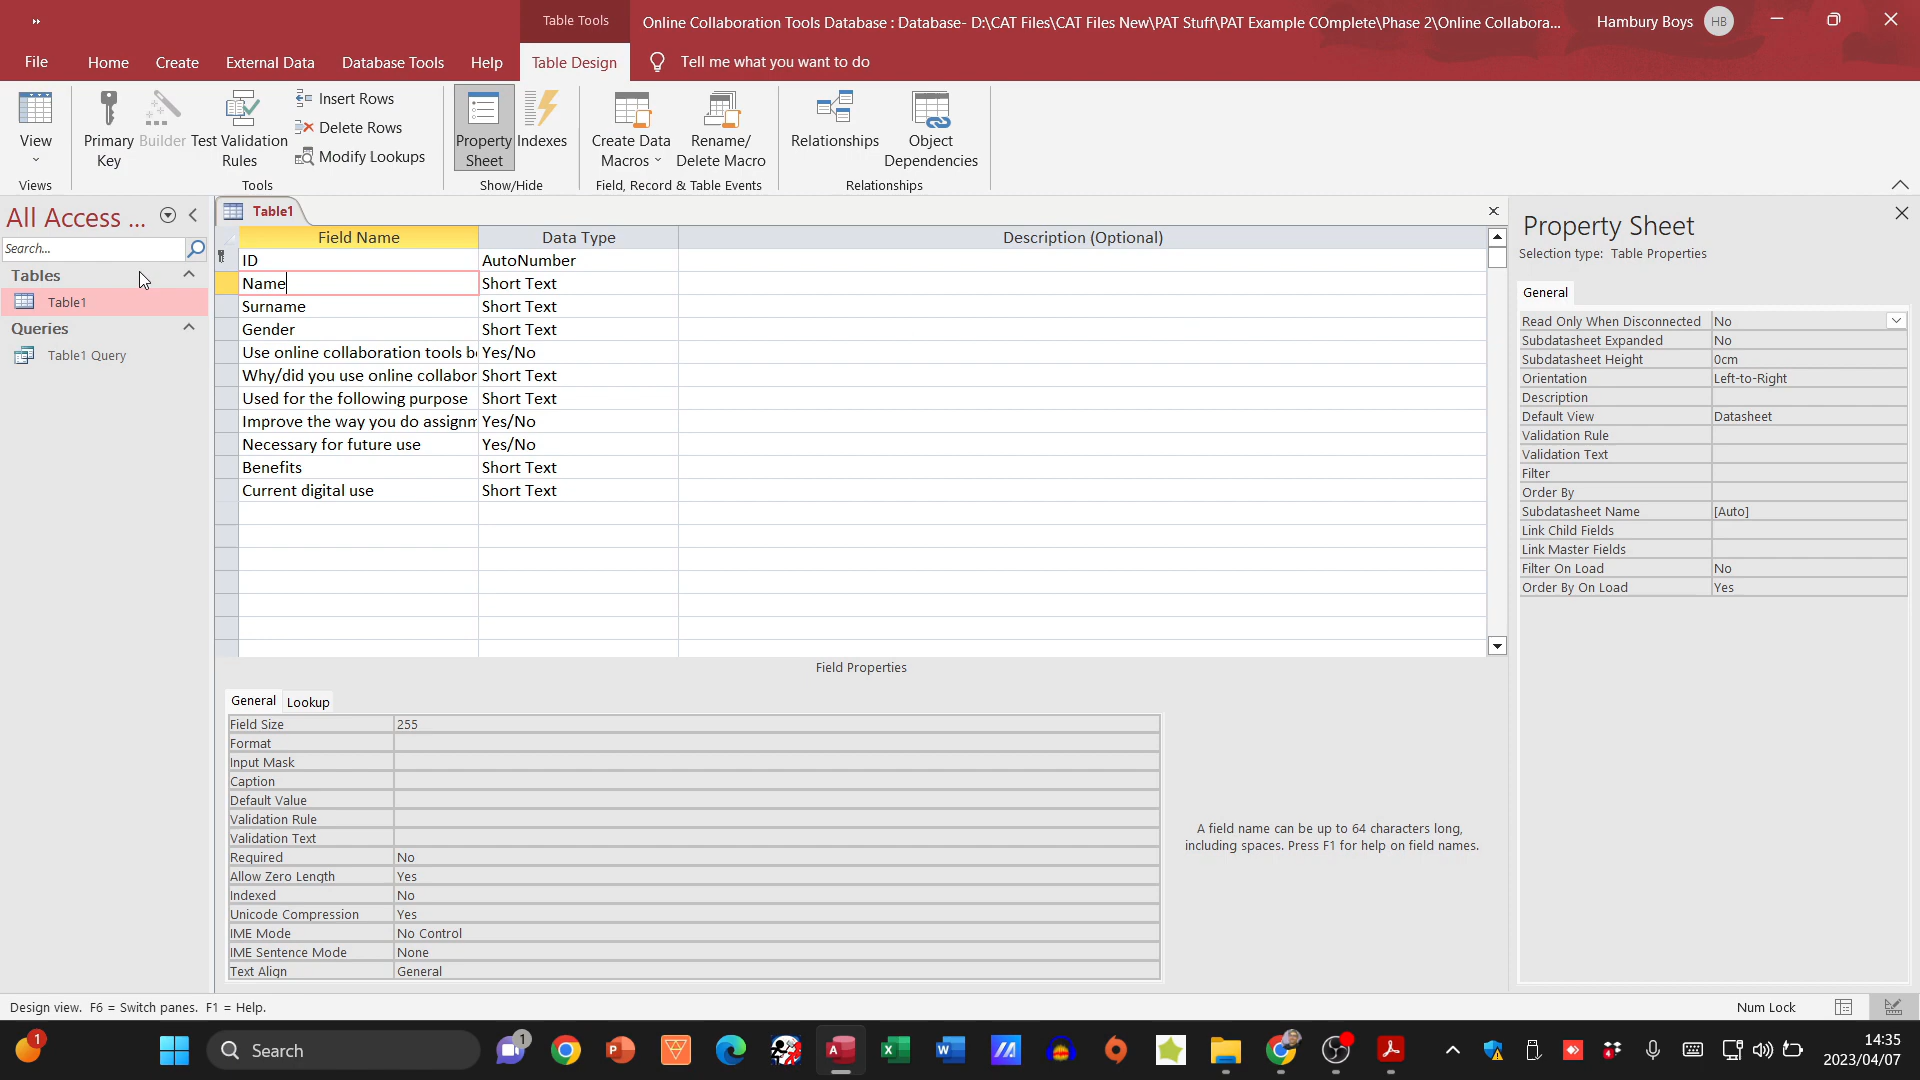 Table Tools
Online Collaboration Tools Database : Database- D:\CAT Files\CAT Files New\PAT Stuff\PAT Example COmplete\Phase 2\Online Collabora...
Hambury Boys
HB
File
Home
Create
External Data
Database Tools
Help
Table Design
Tell me what you want to do
View
Primary Key
Builder
Test Validation Rules
Insert Rows
Delete Rows
Modify Lookups
Property Sheet
Indexes
Create Data Macros
Rename/ Delete Macro
Relationships
Object Dependencies
Views
Tools
Show/Hide
Field, Record & Table Events
Relationships
All Access ...
Search...
Tables
Table1
Queries
Table1 Query
Table1
Field Name Data Type Description (Optional)
ID AutoNumber
Name Short Text
Surname Short Text
Gender Short Text
Use online collaboration tools be Yes/No
Why/did you use online collabor Short Text
Used for the following purpose Short Text
Improve the way you do assignm Yes/No
Necessary for future use Yes/No
Benefits Short Text
Current digital use Short Text
Field Properties
General Lookup
Field Size 255
Format
Input Mask
Caption
Default Value
Validation Rule
Validation Text
Required No
Allow Zero Length Yes
Indexed No
Unicode Compression Yes
IME Mode No Control
IME Sentence Mode None
Text Align General
A field name can be up to 64 characters long,
including spaces. Press F1 for help on field names.
Property Sheet
Selection type: Table Properties
General
Read Only When Disconnected No
Subdatasheet Expanded No
Subdatasheet Height 0cm
Orientation Left-to-Right
Description
Default View Datasheet
Validation Rule
Validation Text
Filter
Order By
Subdatasheet Name [Auto]
Link Child Fields
Link Master Fields
Filter On Load No
Order By On Load Yes
Design view. F6 = Switch panes. F1 = Help.
Num Lock
1
Search
1
14:35
2023/04/07